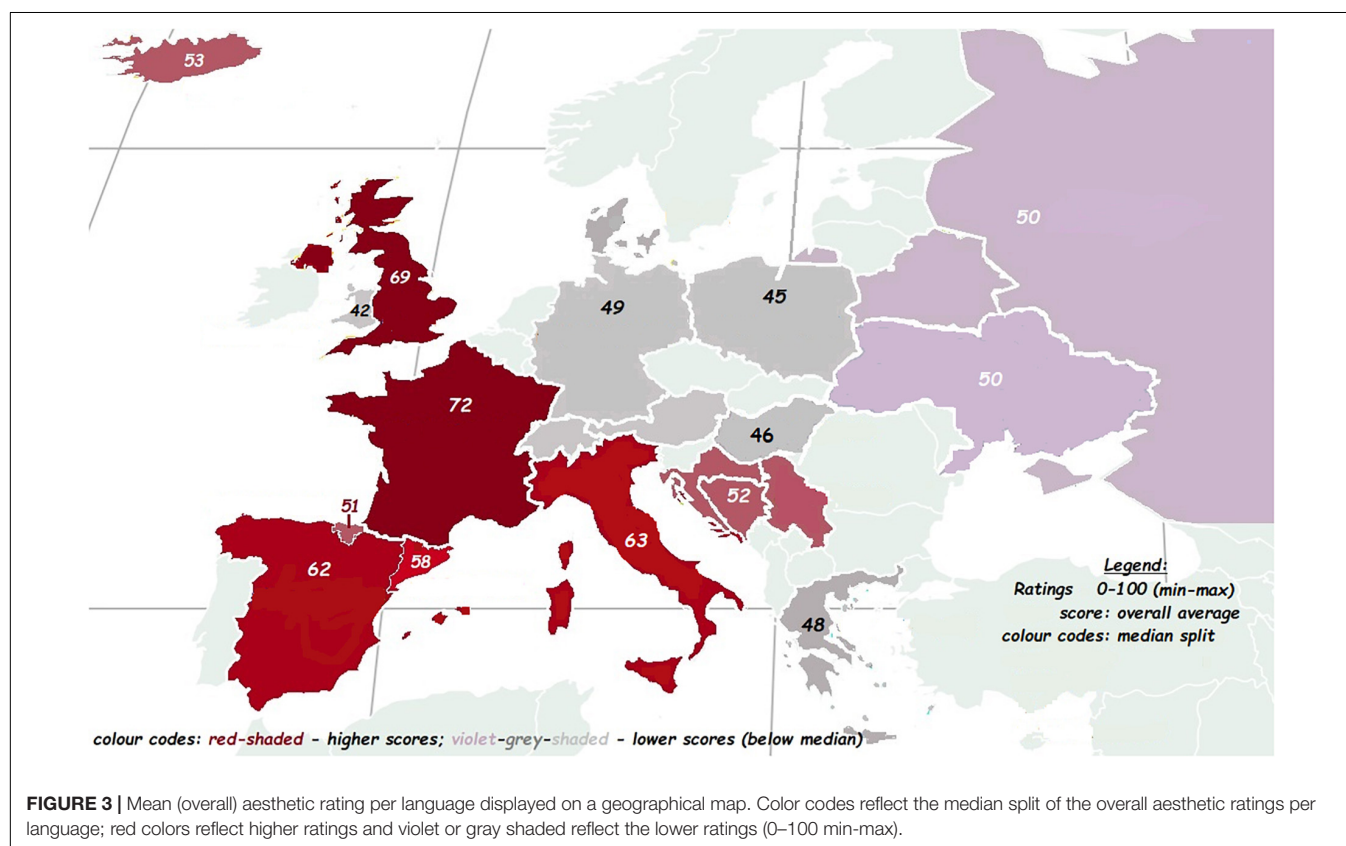 53
50
69
42
49
45
72
50
46
51
52
62
58
63
48
Legend:
Ratings 0-100 (min-max)
score: overall average
colour codes: median split
colour codes: red-shaded - higher scores; violet-grey-shaded - lower scores (below median)
FIGURE 3 | Mean (overall) aesthetic rating per language displayed on a geographical map. Color codes reflect the median split of the overall aesthetic ratings per
language; red colors reflect higher ratings and violet or gray shaded reflect the lower ratings (0–100 min-max).